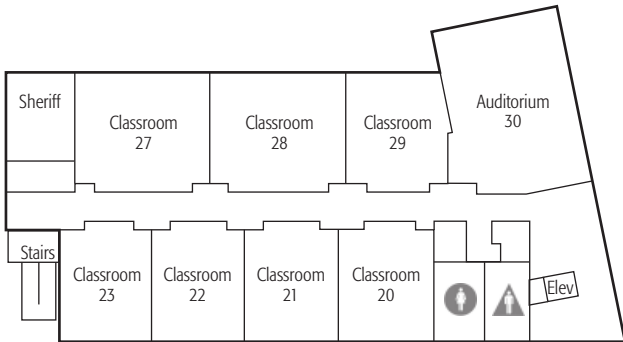 Sheriff
Classroom
27
Classroom
28
Classroom
29
Auditorium
30
Stairs
Classroom
23
Classroom
22
Classroom
21
Classroom
20
Elev